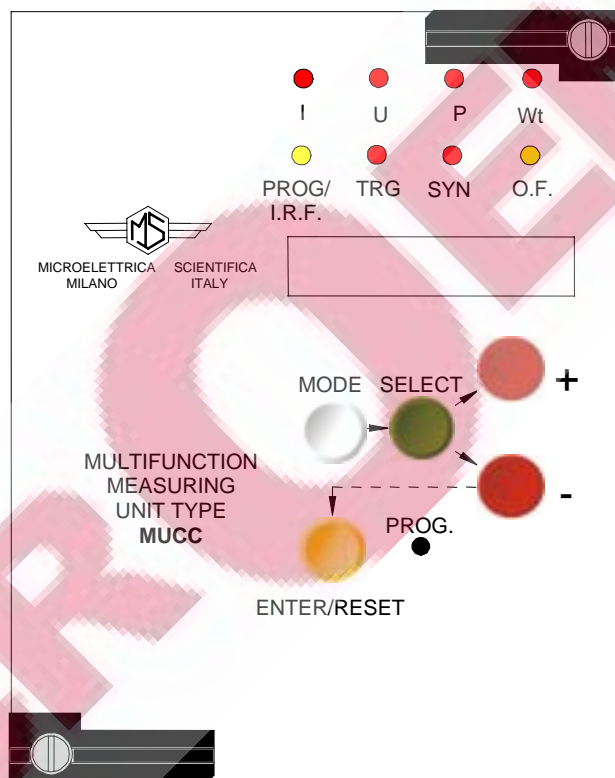 I U P Wt
PROG/ TRG SYN O.F.
I.R.F.
MS
MICROELETTRICA SCIENTIFICA
MILANO ITALY
MODE SELECT
+
MULTIFUNCTION
MEASURING
UNIT TYPE
MUCC
-
PROG.
ENTER/RESET